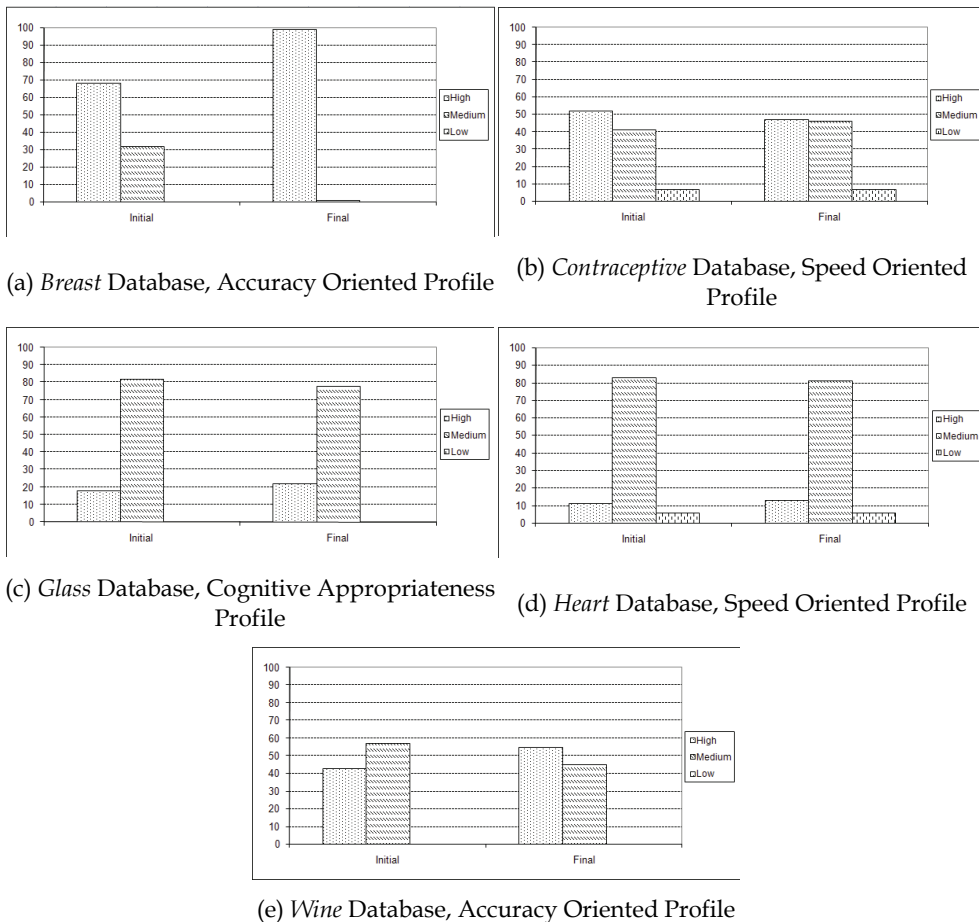 100
90
80
70
60
50
40
30
20
10
0
Initial
Final
High
Medium
Low
100
90
80
70
60
50
40
30
20
10
0
Initial
Final
High
Medium
Low
(a) Breast Database, Accuracy Oriented Profile
(b) Contraceptive Database, Speed Oriented
Profile
100
90
80
70
60
50
40
30
20
10
0
Initial
Final
High
Medium
Low
100
90
80
70
60
50
40
30
20
10
0
Initial
Final
High
Medium
Low
(c) Glass Database, Cognitive Appropriateness
Profile
(d) Heart Database, Speed Oriented Profile
100
90
80
70
60
50
40
30
20
10
0
Initial
Final
High
Medium
Low
(e) Wine Database, Accuracy Oriented Profile